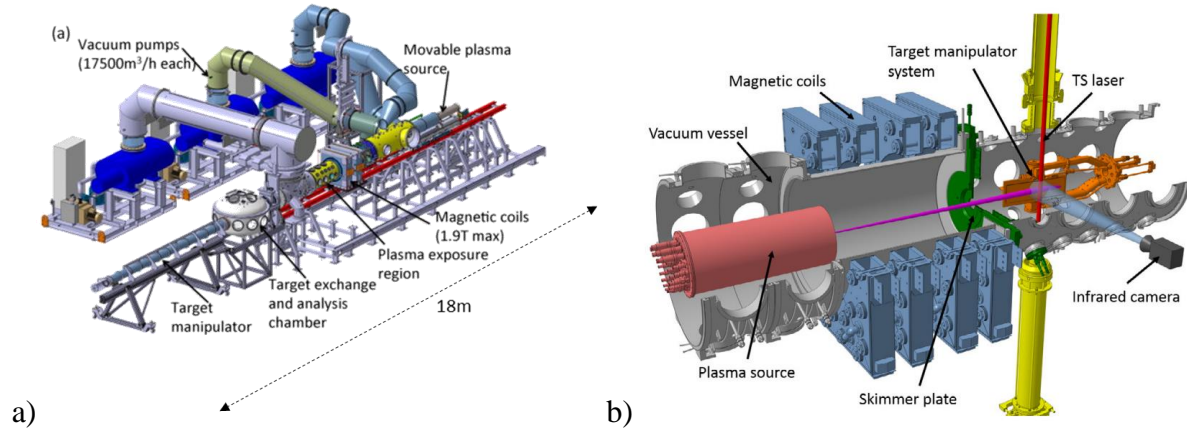 (a)
Vacuum pumps
(17500m³/h each)
Movable plasma
source
Magnetic coils
(1.9T max)
Plasma exposure
region
Target exchange
and analysis
chamber
Target
manipulator
18m
a)
Target manipulator
system
TS laser
Magnetic coils
Vacuum vessel
Infrared camera
Plasma source
Skimmer plate
b)